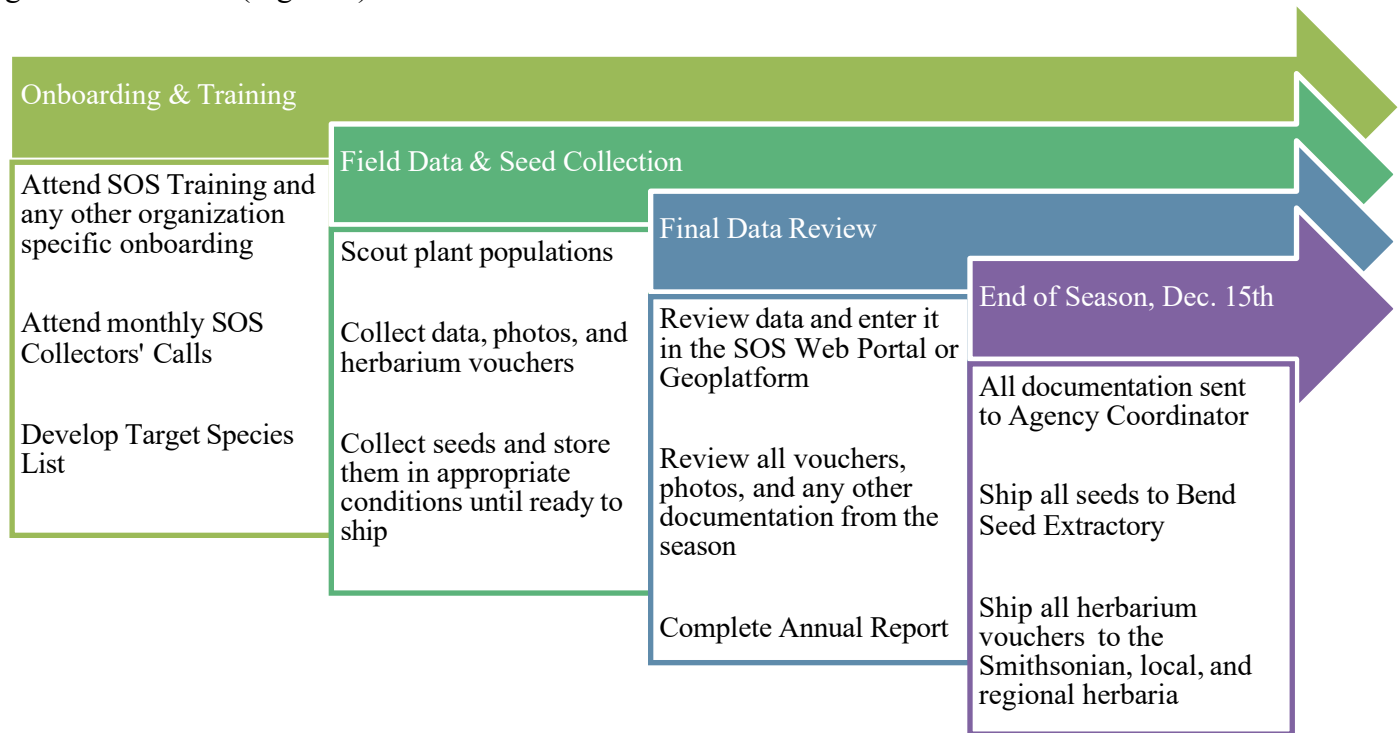 Onboarding & Training
Attend SOS Training and
any other organization
specific onboarding
Attend monthly SOS
Collectors' Calls
Develop Target Species
List
Field Data & Seed Collection
Scout plant populations
Collect data, photos, and
herbarium vouchers
Collect seeds and store
them in appropriate
conditions until ready to
ship
Final Data Review
Review data and enter it
in the SOS Web Portal or
Geoplatform
Review all vouchers,
photos, and any other
documentation from the
season
Complete Annual Report
End of Season, Dec. 15th
All documentation sent
to Agency Coordinator
Ship all seeds to Bend
Seed Extractory
Ship all herbarium
vouchers to the
Smithsonian, local, and
regional herbaria